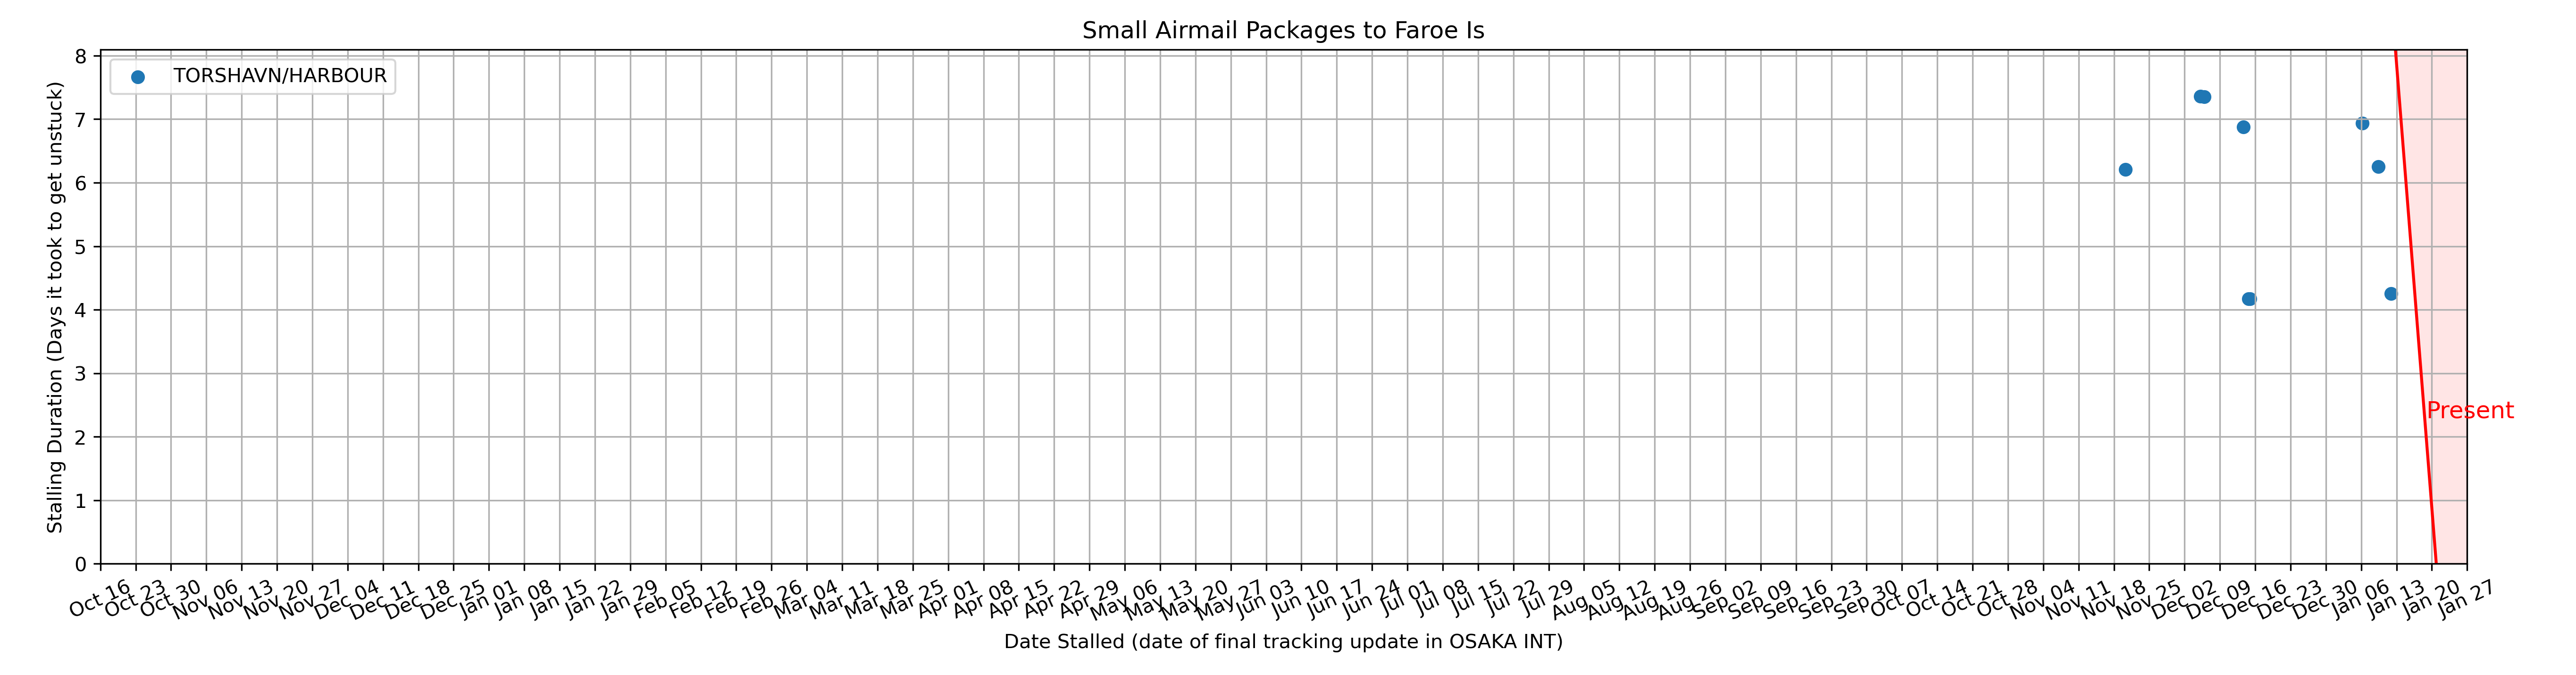 Small Airmail Packages to Faroe Is
TORSHAVN/HARBOUR
Stalling Duration (Days it took to get unstuck)
8
7
6
5
4
3
2
1
0
Present
Oct 16
Oct 23
Oct 30
Nov 06
Nov 13
Nov 20
Nov 27
Dec 04
Dec 11
Dec 18
Dec 25
Jan 01
Jan 08
Jan 15
Jan 22
Jan 29
Feb 05
Feb 12
Feb 19
Feb 26
Mar 04
Mar 11
Mar 18
Mar 25
Apr 01
Apr 08
Apr 15
Apr 22
Apr 29
May 06
May 13
May 20
May 27
Jun 03
Jun 10
Jun 17
Jun 24
Jul 01
Jul 08
Jul 15
Jul 22
Jul 29
Aug 05
Aug 12
Aug 19
Aug 26
Sep 02
Sep 09
Sep 16
Sep 23
Sep 30
Oct 07
Oct 14
Oct 21
Oct 28
Nov 04
Nov 11
Nov 18
Nov 25
Dec 02
Dec 09
Dec 16
Dec 23
Dec 30
Jan 06
Jan 13
Jan 20
Jan 27
Date Stalled (date of final tracking update in OSAKA INT)